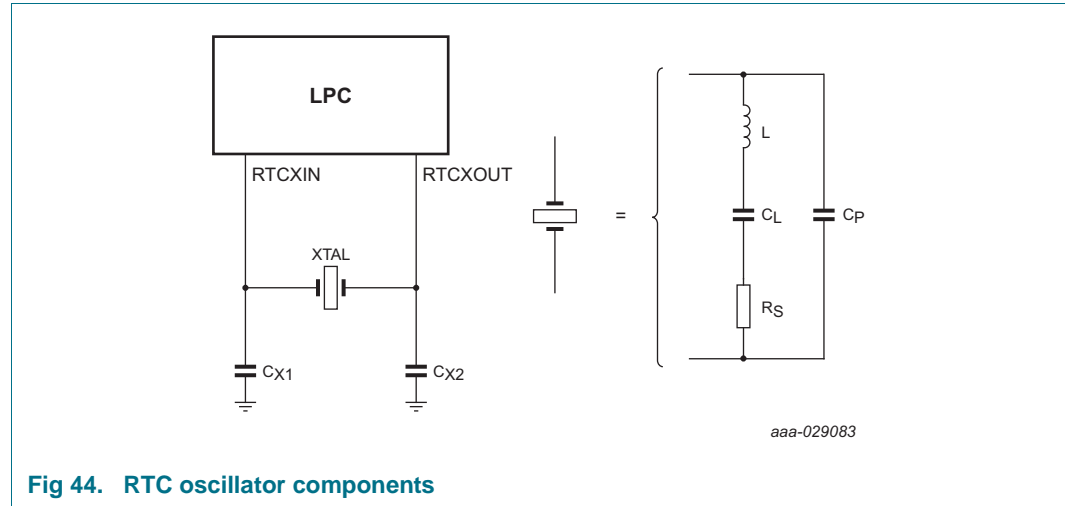 LPC
RTCXIN
RTCXOUT
XTAL
CX1
CX2
=
L
CL
CP
RS
aaa-029083
Fig 44. RTC oscillator components